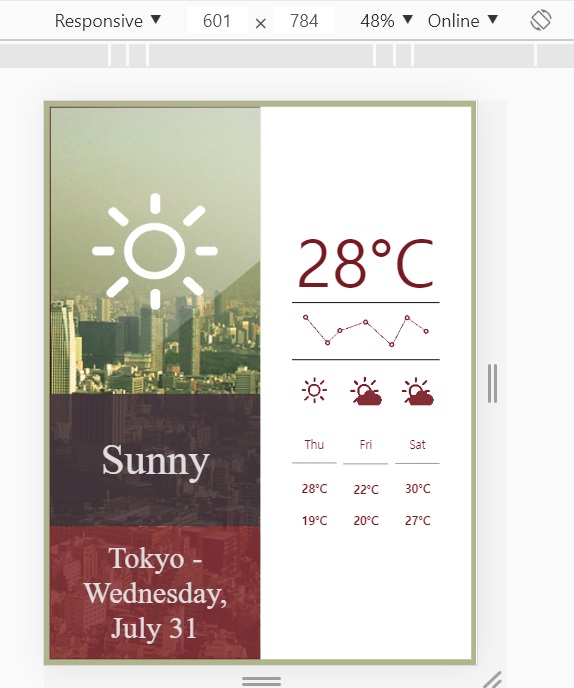 Responsive ▼ 601 × 784 48% ▼ Online ▼
28°C
Thu Fri Sat
28°C 22°C 30°C
19°C 20°C 27°C
Sunny
Tokyo -
Wednesday,
July 31